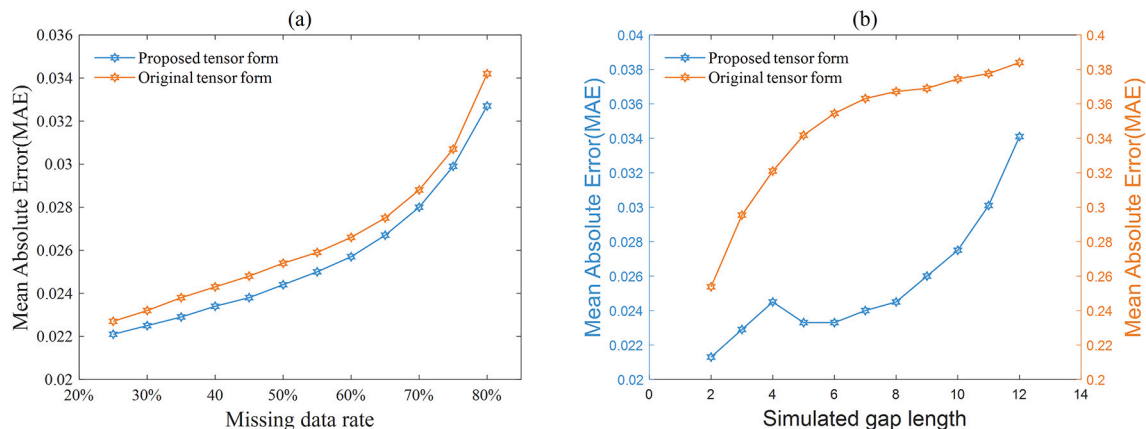 (a)
0.036
0.034
0.032
0.03
0.028
0.026
0.024
0.022
0.02
Mean Absolute Error(MAE)
Proposed tensor form
Original tensor form
20% 30% 40% 50% 60% 70% 80%
Missing data rate
(b)
0.04
0.038
0.036
0.034
0.032
0.03
0.028
0.026
0.024
0.022
0.02
Mean Absolute Error(MAE)
Proposed tensor form
Original tensor form
0.4
0.38
0.36
0.34
0.32
0.3
0.28
0.26
0.24
0.22
0.2
Mean Absolute Error(MAE)
0 2 4 6 8 10 12 14
Simulated gap length